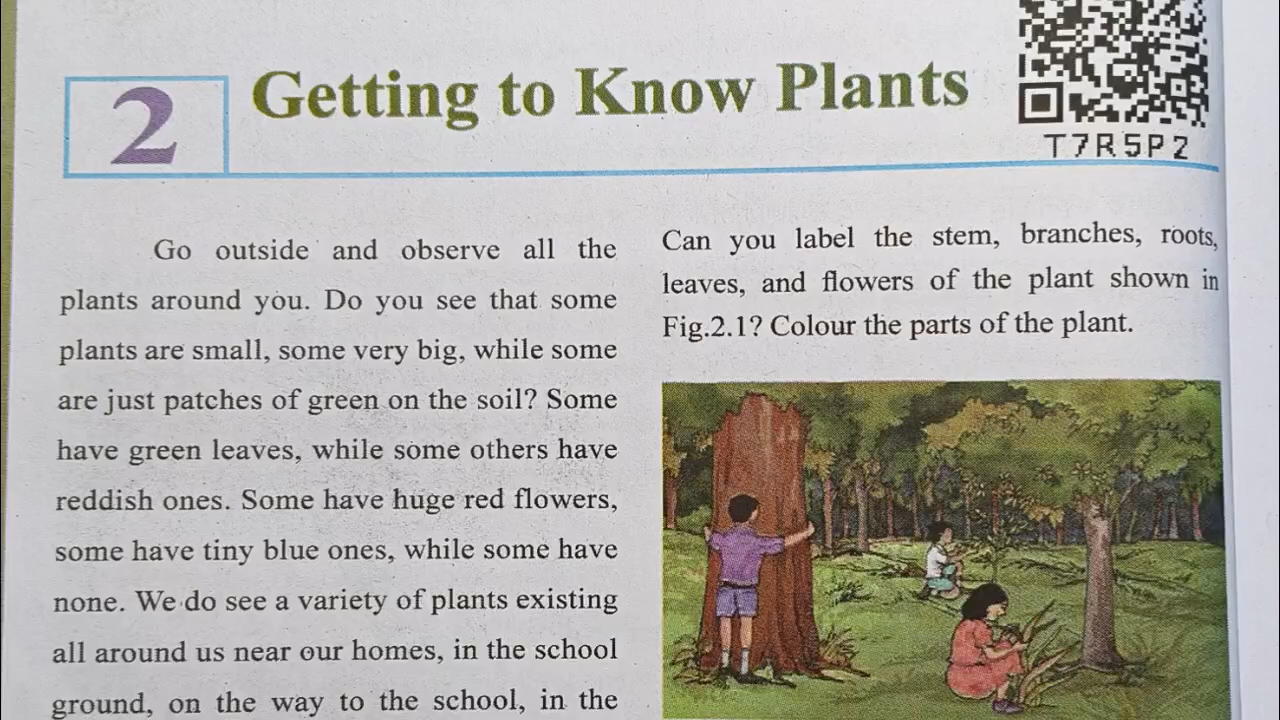 2
Getting to Know Plants
T7R5P2
Go outside and observe all the
plants around you. Do you see that some
plants are small, some very big, while some
are just patches of green on the soil? Some
have green leaves, while some others have
reddish ones. Some have huge red flowers,
some have tiny blue ones, while some have
none. We do see a variety of plants existing
all around us near our homes, in the school
ground, on the way to the school, in the
Can you label the stem, branches, roots,
leaves, and flowers of the plant shown in
Fig.2.1? Colour the parts of the plant.